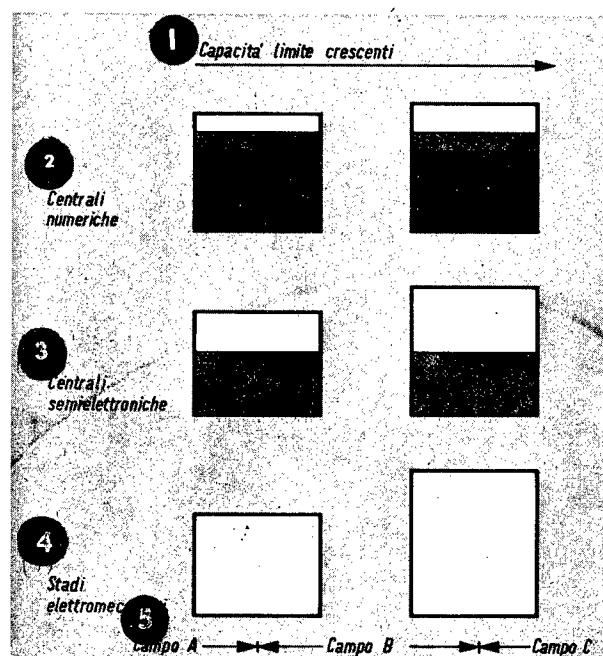 1
Capacita' limite crescenti
2
Centrali
numeriche
3
Centrali
semielettroniche
4
Stadi
5
Campo A
Campo B
Campo C